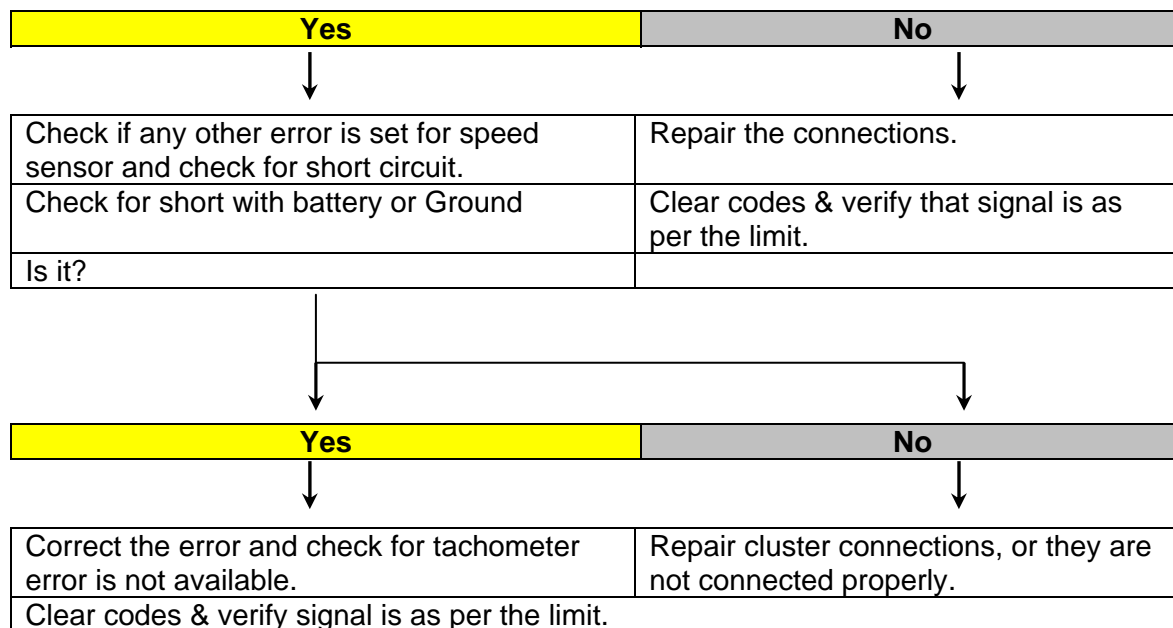 Yes No
Check if any other error is set for speed
sensor and check for short circuit.
Repair the connections.
Check for short with battery or Ground
Clear codes & verify that signal is as
per the limit.
Is it?
Yes No
Correct the error and check for tachometer
error is not available.
Repair cluster connections, or they are
not connected properly.
Clear codes & verify signal is as per the limit.